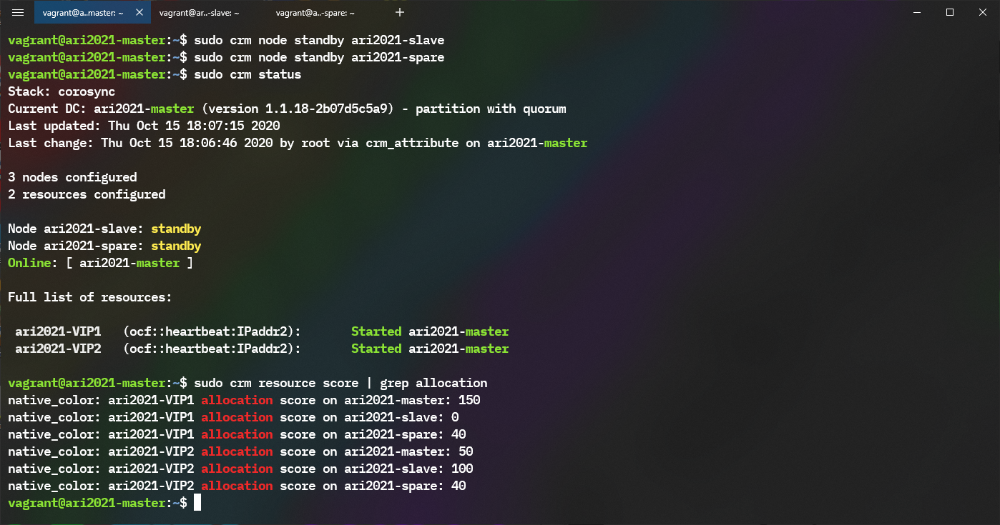 vagrant@a..master: ~ vagrant@ar..-slave: ~ vagrant@a..-spare: ~
vagrant@ari2021-master:~$ sudo crm node standby ari2021-slave
vagrant@ari2021-master:~$ sudo crm node standby ari2021-spare
vagrant@ari2021-master:~$ sudo crm status
Stack: corosync
Current DC: ari2021-master (version 1.1.18-2b07d5c5a9) - partition with quorum
Last updated: Thu Oct 15 18:07:15 2020
Last change: Thu Oct 15 18:06:46 2020 by root via crm_attribute on ari2021-master
3 nodes configured
2 resources configured
Node ari2021-slave: standby
Node ari2021-spare: standby
Online: [ ari2021-master ]
Full list of resources:
ari2021-VIP1 (ocf::heartbeat:IPaddr2): Started ari2021-master
ari2021-VIP2 (ocf::heartbeat:IPaddr2): Started ari2021-master
vagrant@ari2021-master:~$ sudo crm resource score | grep allocation
native_color: ari2021-VIP1 allocation score on ari2021-master: 150
native_color: ari2021-VIP1 allocation score on ari2021-slave: 0
native_color: ari2021-VIP1 allocation score on ari2021-spare: 40
native_color: ari2021-VIP2 allocation score on ari2021-master: 50
native_color: ari2021-VIP2 allocation score on ari2021-slave: 100
native_color: ari2021-VIP2 allocation score on ari2021-spare: 40
vagrant@ari2021-master:~$